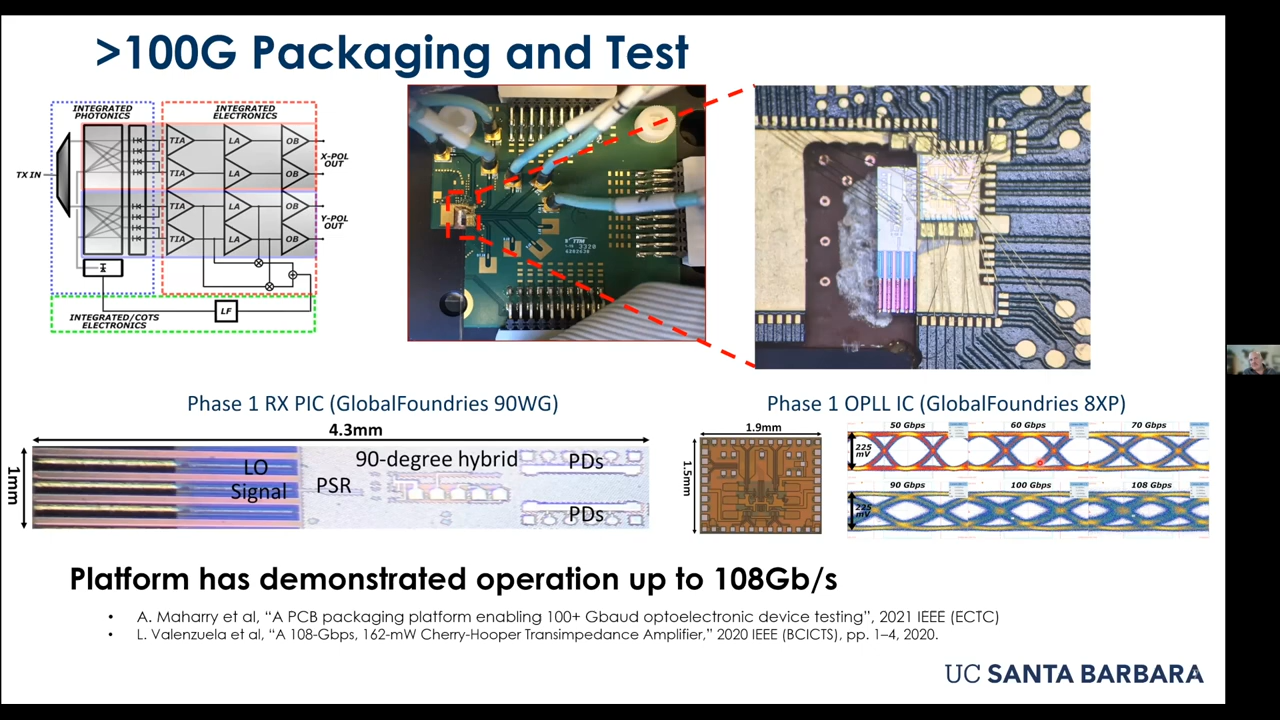 >100G Packaging and Test
INTEGRATED PHOTONICS
INTEGRATED ELECTRONICS
TX IN
TIA LA OB
TIA LA OB
X-POL OUT
TIA LA OB
TIA LA OB
Y-POL OUT
LF
INTEGRATED/COTS ELECTRONICS
Phase 1 RX PIC (GlobalFoundries 90WG)
4.3mm
1mm
LO
Signal
PSR
90-degree hybrid
PDs
PDs
Phase 1 OPLL IC (GlobalFoundries 8XP)
1.9mm
1.5mm
50 Gbps
60 Gbps
70 Gbps
225 mV
90 Gbps
100 Gbps
108 Gbps
225 mV
Platform has demonstrated operation up to 108Gb/s
• A. Maharry et al, “A PCB packaging platform enabling 100+ Gbaud optoelectronic device testing”, 2021 IEEE (ECTC)
• L. Valenzuela et al, “A 108-Gbps, 162-mW Cherry-Hooper Transimpedance Amplifier,” 2020 IEEE (BCICTS), pp. 1–4, 2020.
UC SANTA BARBARA